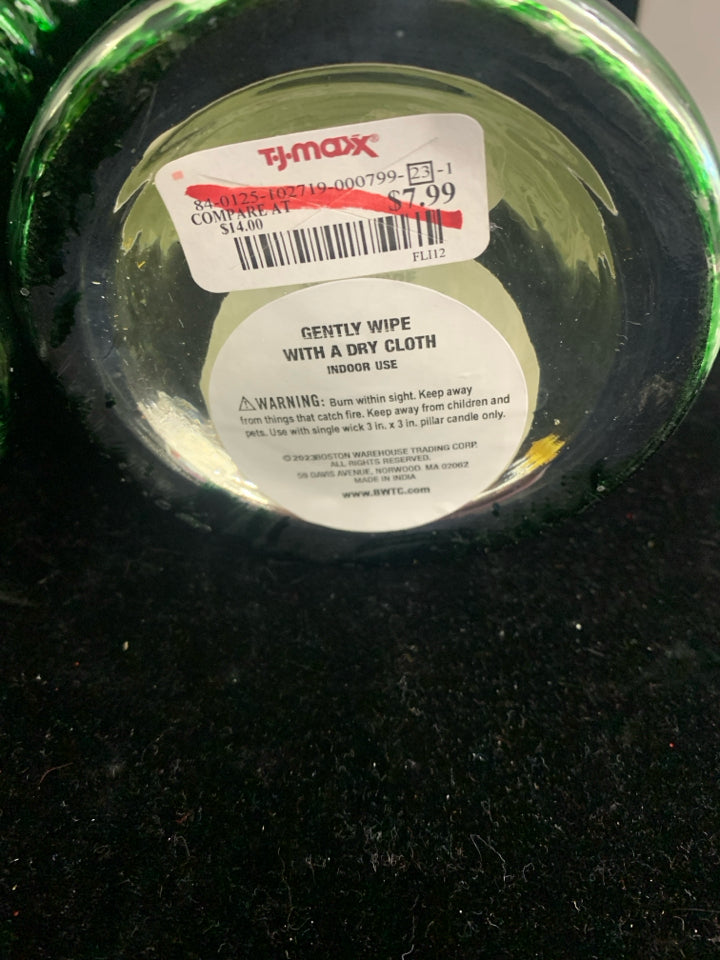 T·J·maxx®
84-0125-102719-000799-23-1
COMPARE AT $7.99
$14.00
FL112
GENTLY WIPE
WITH A DRY CLOTH
INDOOR USE
⚠WARNING: Burn within sight. Keep away
from things that catch fire. Keep away from children and
pets. Use with single wick 3 in. x 3 in. pillar candle only.
©2023BOSTON WAREHOUSE TRADING CORP.
ALL RIGHTS RESERVED.
59 DAVIS AVENUE, NORWOOD, MA 02062
MADE IN INDIA
www.BWTC.com